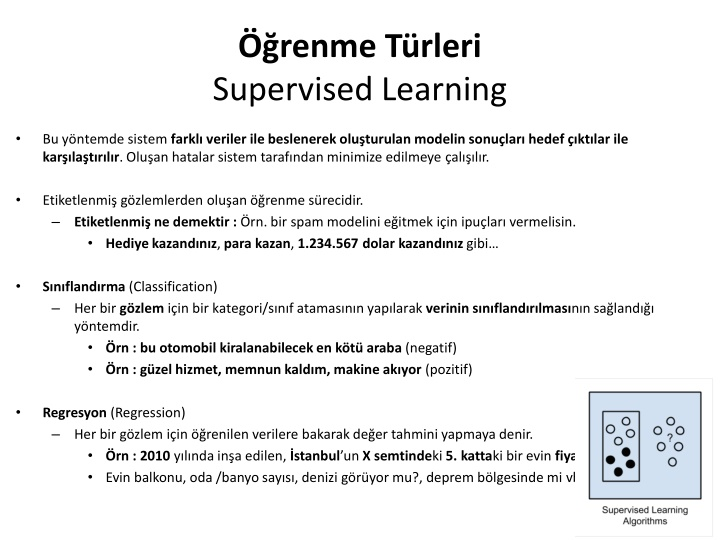 Öğrenme Türleri
Supervised Learning
• Bu yöntemde sistem farklı veriler ile beslenerek oluşturulan modelin sonuçları hedef çıktılar ile
karşılaştırılır. Oluşan hatalar sistem tarafından minimize edilmeye çalışılır.
• Etiketlenmiş gözlemlerden oluşan öğrenme sürecidir.
– Etiketlenmiş ne demektir : Örn. bir spam modelini eğitmek için ipuçları vermelisin.
• Hediye kazandınız, para kazan, 1.234.567 dolar kazandınız gibi…
• Sınıflandırma (Classification)
– Her bir gözlem için bir kategori/sınıf atamasının yapılarak verinin sınıflandırılmasının sağlandığı
yöntemdir.
• Örn : bu otomobil kiralanabilecek en kötü araba (negatif)
• Örn : güzel hizmet, memnun kaldım, makine akıyor (pozitif)
• Regresyon (Regression)
– Her bir gözlem için öğrenilen verilere bakarak değer tahmini yapmaya denir.
• Örn : 2010 yılında inşa edilen, İstanbul'un X semtindeki 5. kattaki bir evin
• Evin balkonu, oda /banyo sayısı, denizi görüyor mu?, deprem bölgesinde mi
?
Supervised Learning
Algorithms